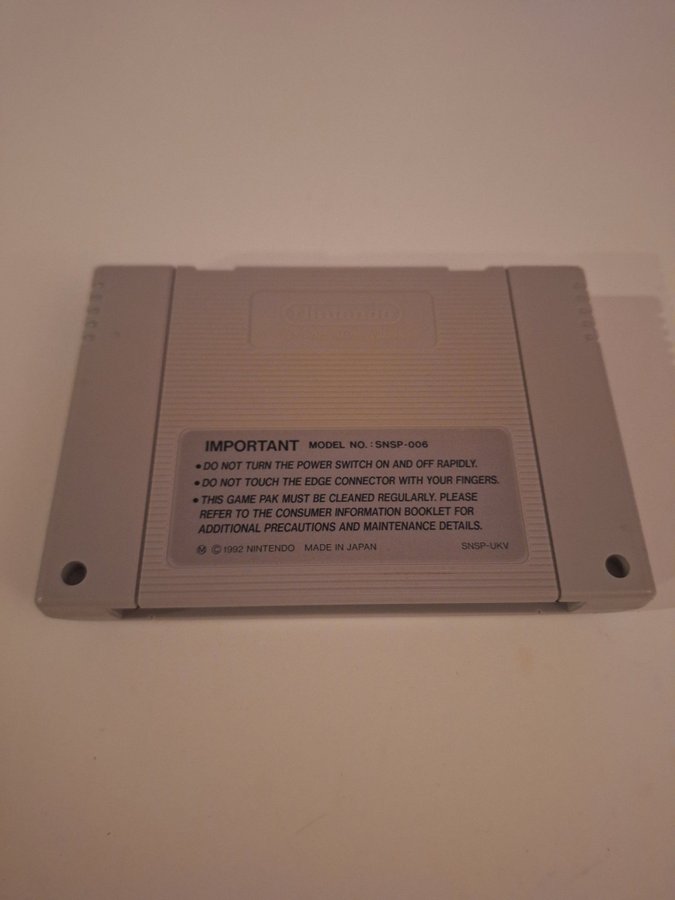 Nintendo
IMPORTANT MODEL NO. : SNSP-006
• DO NOT TURN THE POWER SWITCH ON AND OFF RAPIDLY.
• DO NOT TOUCH THE EDGE CONNECTOR WITH YOUR FINGERS.
• THIS GAME PAK MUST BE CLEANED REGULARLY. PLEASE
REFER TO THE CONSUMER INFORMATION BOOKLET FOR
ADDITIONAL PRECAUTIONS AND MAINTENANCE DETAILS.
Ⓜ © 1992 NINTENDO MADE IN JAPAN SNSP-UKV